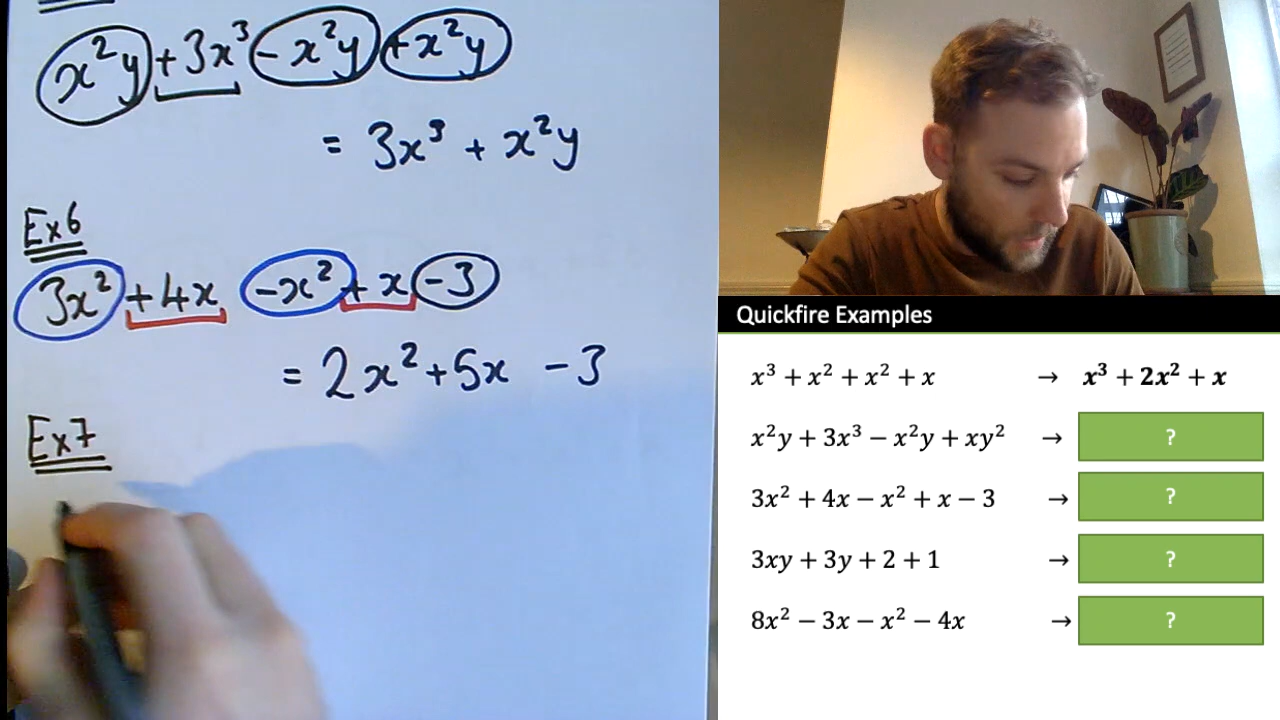 x²y + 3x³ - x²y + x²y
= 3x³ + x²y
Ex6
3x² + 4x - x² + x - 3
= 2x² + 5x - 3
Ex7
Quickfire Examples
x³ + x² + x² + x → x³ + 2x² + x
x²y + 3x³ − x²y + xy² → ?
3x² + 4x − x² + x − 3 → ?
3xy + 3y + 2 + 1 → ?
8x² − 3x − x² − 4x → ?